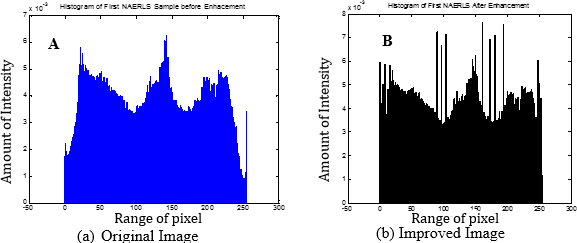 Histogram of First NAERLS Sample before Enhacement
x 10-3
7
6
5
4
3
2
1
0
-50 0 50 100 150 200 250 300
A
Amount of Intensity
Range of pixel
(a) Original Image
Histogram of First NAERLS After Enhancement
x 10-3
8
7
6
5
4
3
2
1
0
-50 0 50 100 150 200 250 300
B
Amount of Intensity
Range of pixel
(b) Improved Image